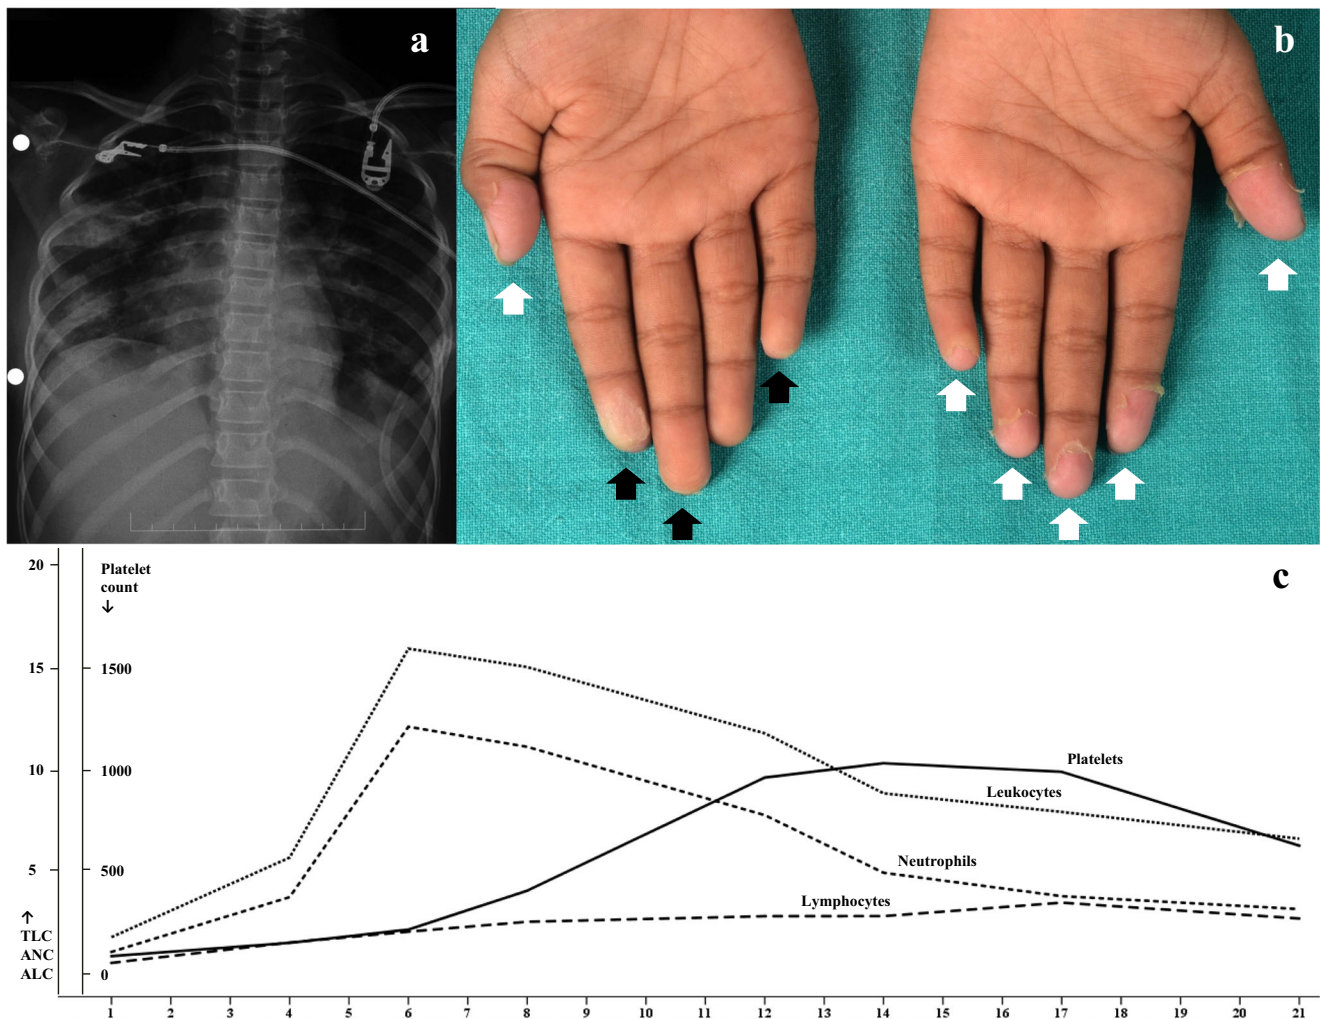 a
b
c
20
15
10
5
↑
TLC
ANC
ALC
Platelet
count
↓
1500
1000
500
0
Platelets
Leukocytes
Neutrophils
Lymphocytes
1 2 3 4 5 6 7 8 9 10 11 12 13 14 15 16 17 18 19 20 21